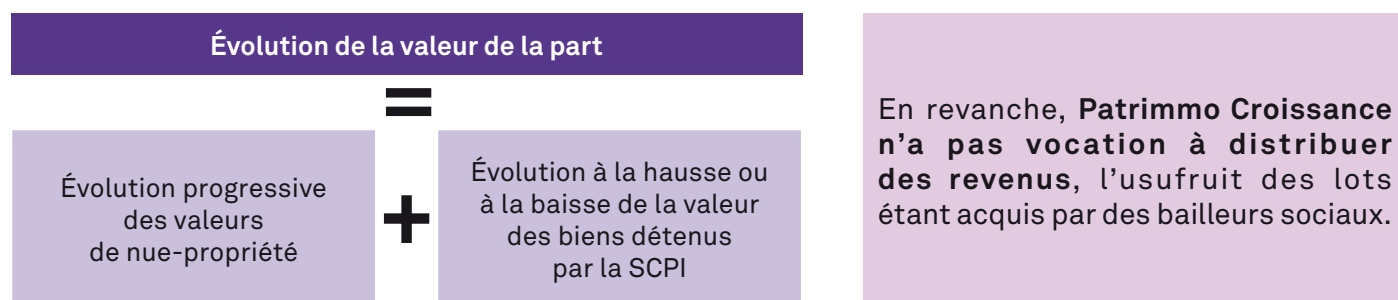 Évolution de la valeur de la part
=
Évolution progressive
des valeurs
de nue-propriété
+
Évolution à la hausse ou
à la baisse de la valeur
des biens détenus
par la SCPI
En revanche, Patrimmo Croissance
n’a pas vocation à distribuer
des revenus, l’usufruit des lots
étant acquis par des bailleurs sociaux.